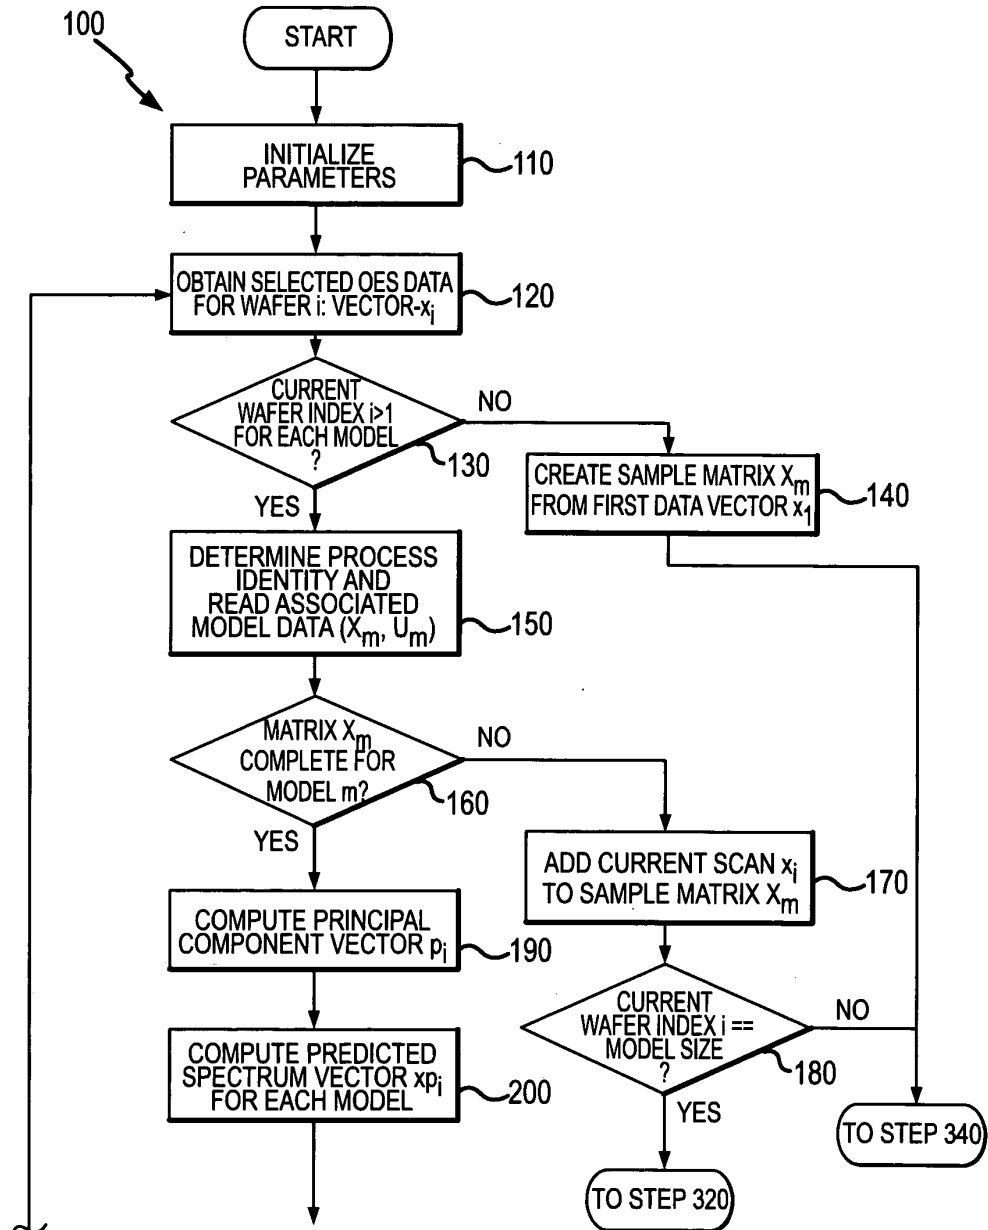 100
START
INITIALIZE
PARAMETERS
110
OBTAIN SELECTED OES DATA
FOR WAFER i: VECTOR-xi
120
CURRENT
WAFER INDEX i>1
FOR EACH MODEL
?
130
NO
YES
CREATE SAMPLE MATRIX Xm
FROM FIRST DATA VECTOR x1
140
DETERMINE PROCESS
IDENTITY AND
READ ASSOCIATED
MODEL DATA (Xm, Um)
150
MATRIX Xm
COMPLETE FOR
MODEL m?
160
NO
YES
ADD CURRENT SCAN xi
TO SAMPLE MATRIX Xm
170
COMPUTE PRINCIPAL
COMPONENT VECTOR pi
190
CURRENT
WAFER INDEX i ==
MODEL SIZE
?
180
NO
YES
COMPUTE PREDICTED
SPECTRUM VECTOR xpi
FOR EACH MODEL
200
TO STEP 340
TO STEP 320